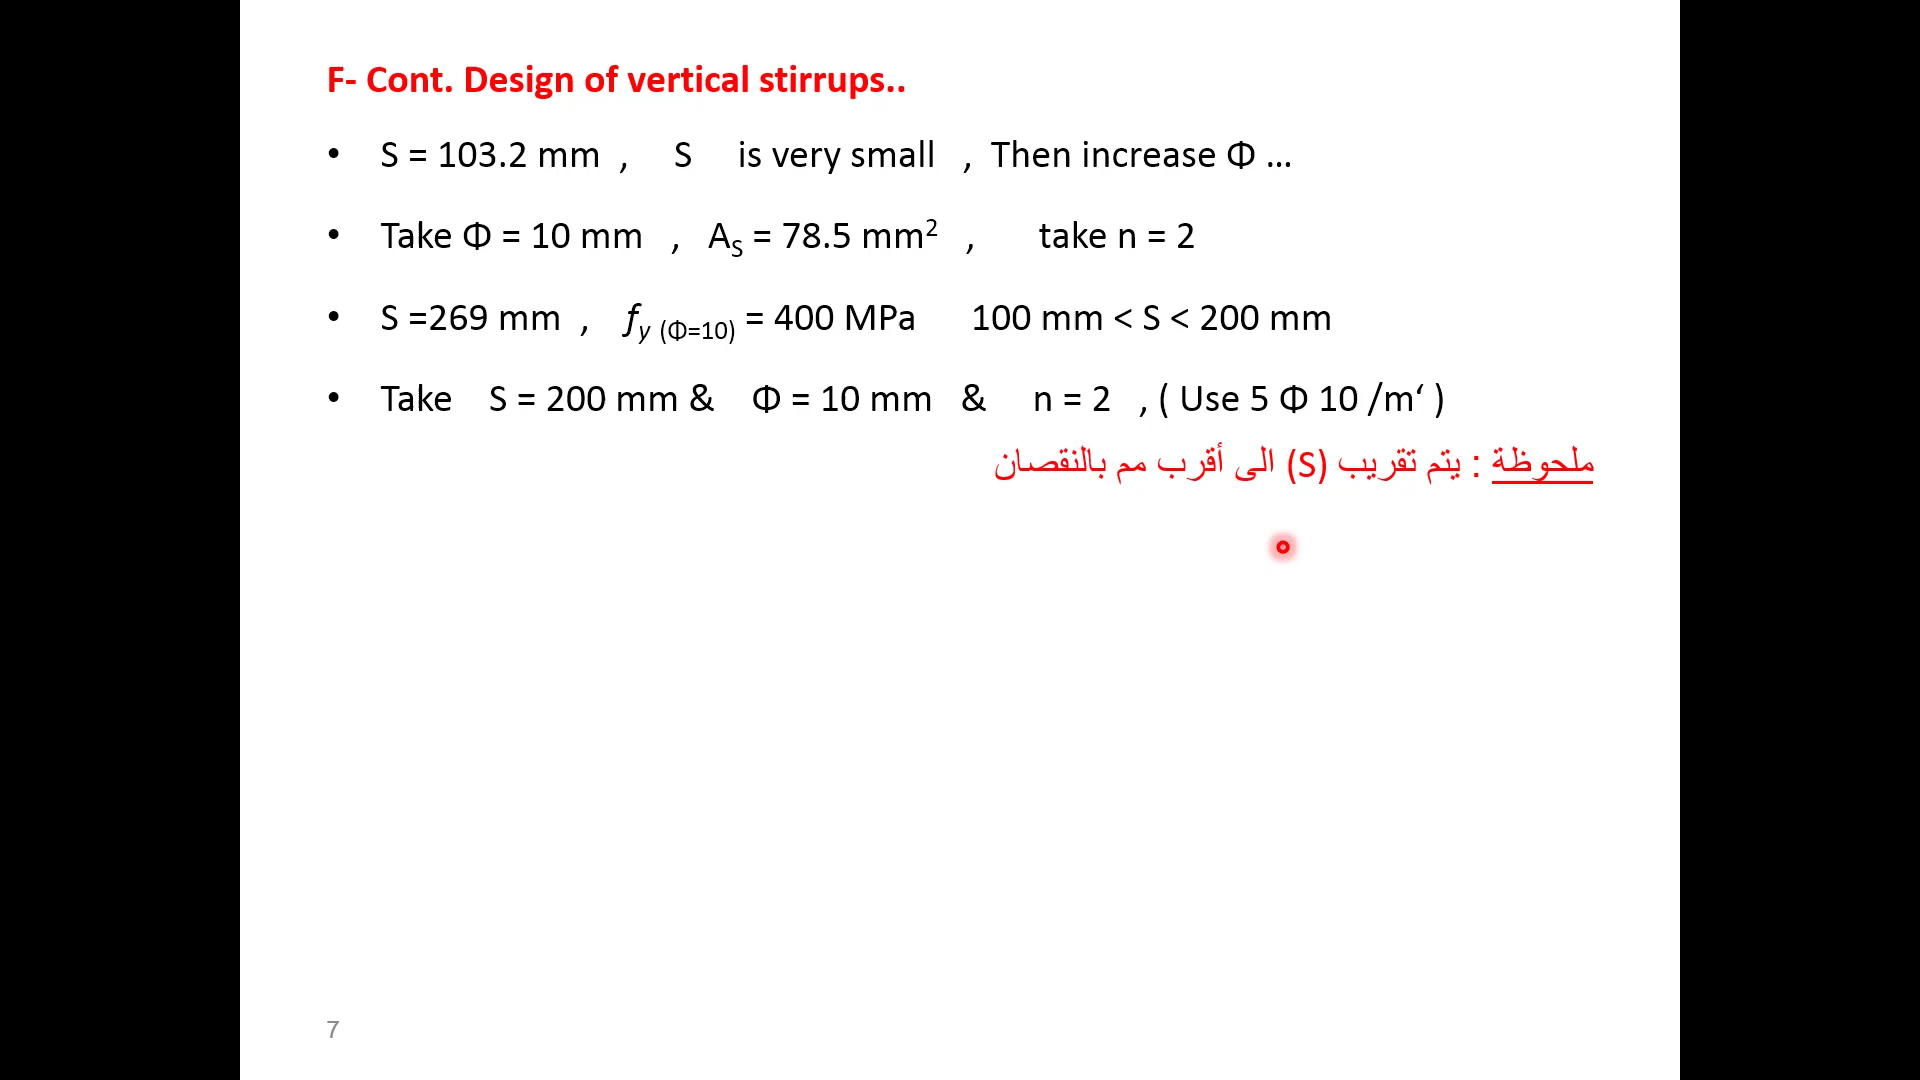 F- Cont. Design of vertical stirrups..
• S = 103.2 mm , S is very small , Then increase Φ ...
• Take Φ = 10 mm , AS = 78.5 mm² , take n = 2
• S =269 mm , fy (Φ=10) = 400 MPa 100 mm < S < 200 mm
• Take S = 200 mm & Φ = 10 mm & n = 2 , ( Use 5 Φ 10 /m‘ )
ملحوظة : يتم تقريب (S) الى أقرب مم بالنقصان
7